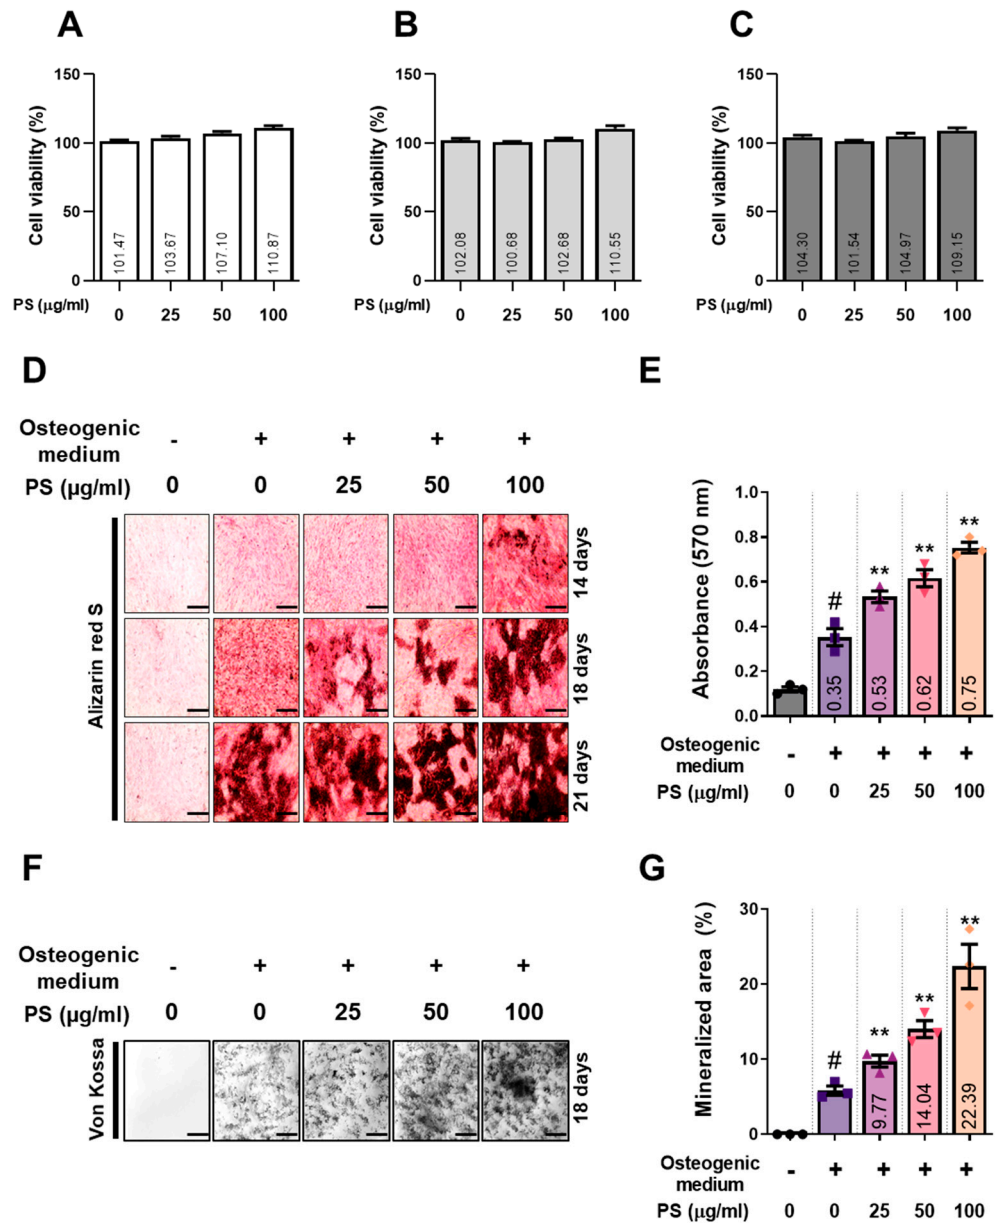 A
B
C
Cell viability (%)
150
100
50
0
101.47
103.67
107.10
110.87
PS (μg/ml)
0 25 50 100
Cell viability (%)
150
100
50
0
102.08
100.68
102.68
110.55
PS (μg/ml)
0 25 50 100
Cell viability (%)
150
100
50
0
104.30
101.54
104.97
109.15
PS (μg/ml)
0 25 50 100
D
Osteogenic
medium
- + + + +
PS (μg/ml) 0 0 25 50 100
Alizarin red S
14 days
18 days
21 days
E
Absorbance (570 nm)
1.0
0.8
0.6
0.4
0.2
0.0
#
**
**
**
0.35
0.53
0.62
0.75
Osteogenic
medium
- + + + +
PS (μg/ml) 0 0 25 50 100
F
Osteogenic
medium
- + + + +
PS (μg/ml) 0 0 25 50 100
Von Kossa
18 days
G
Mineralized area (%)
30
20
10
0
#
**
**
**
9.77
14.04
22.39
Osteogenic
medium
- + + + +
PS (μg/ml) 0 0 25 50 100